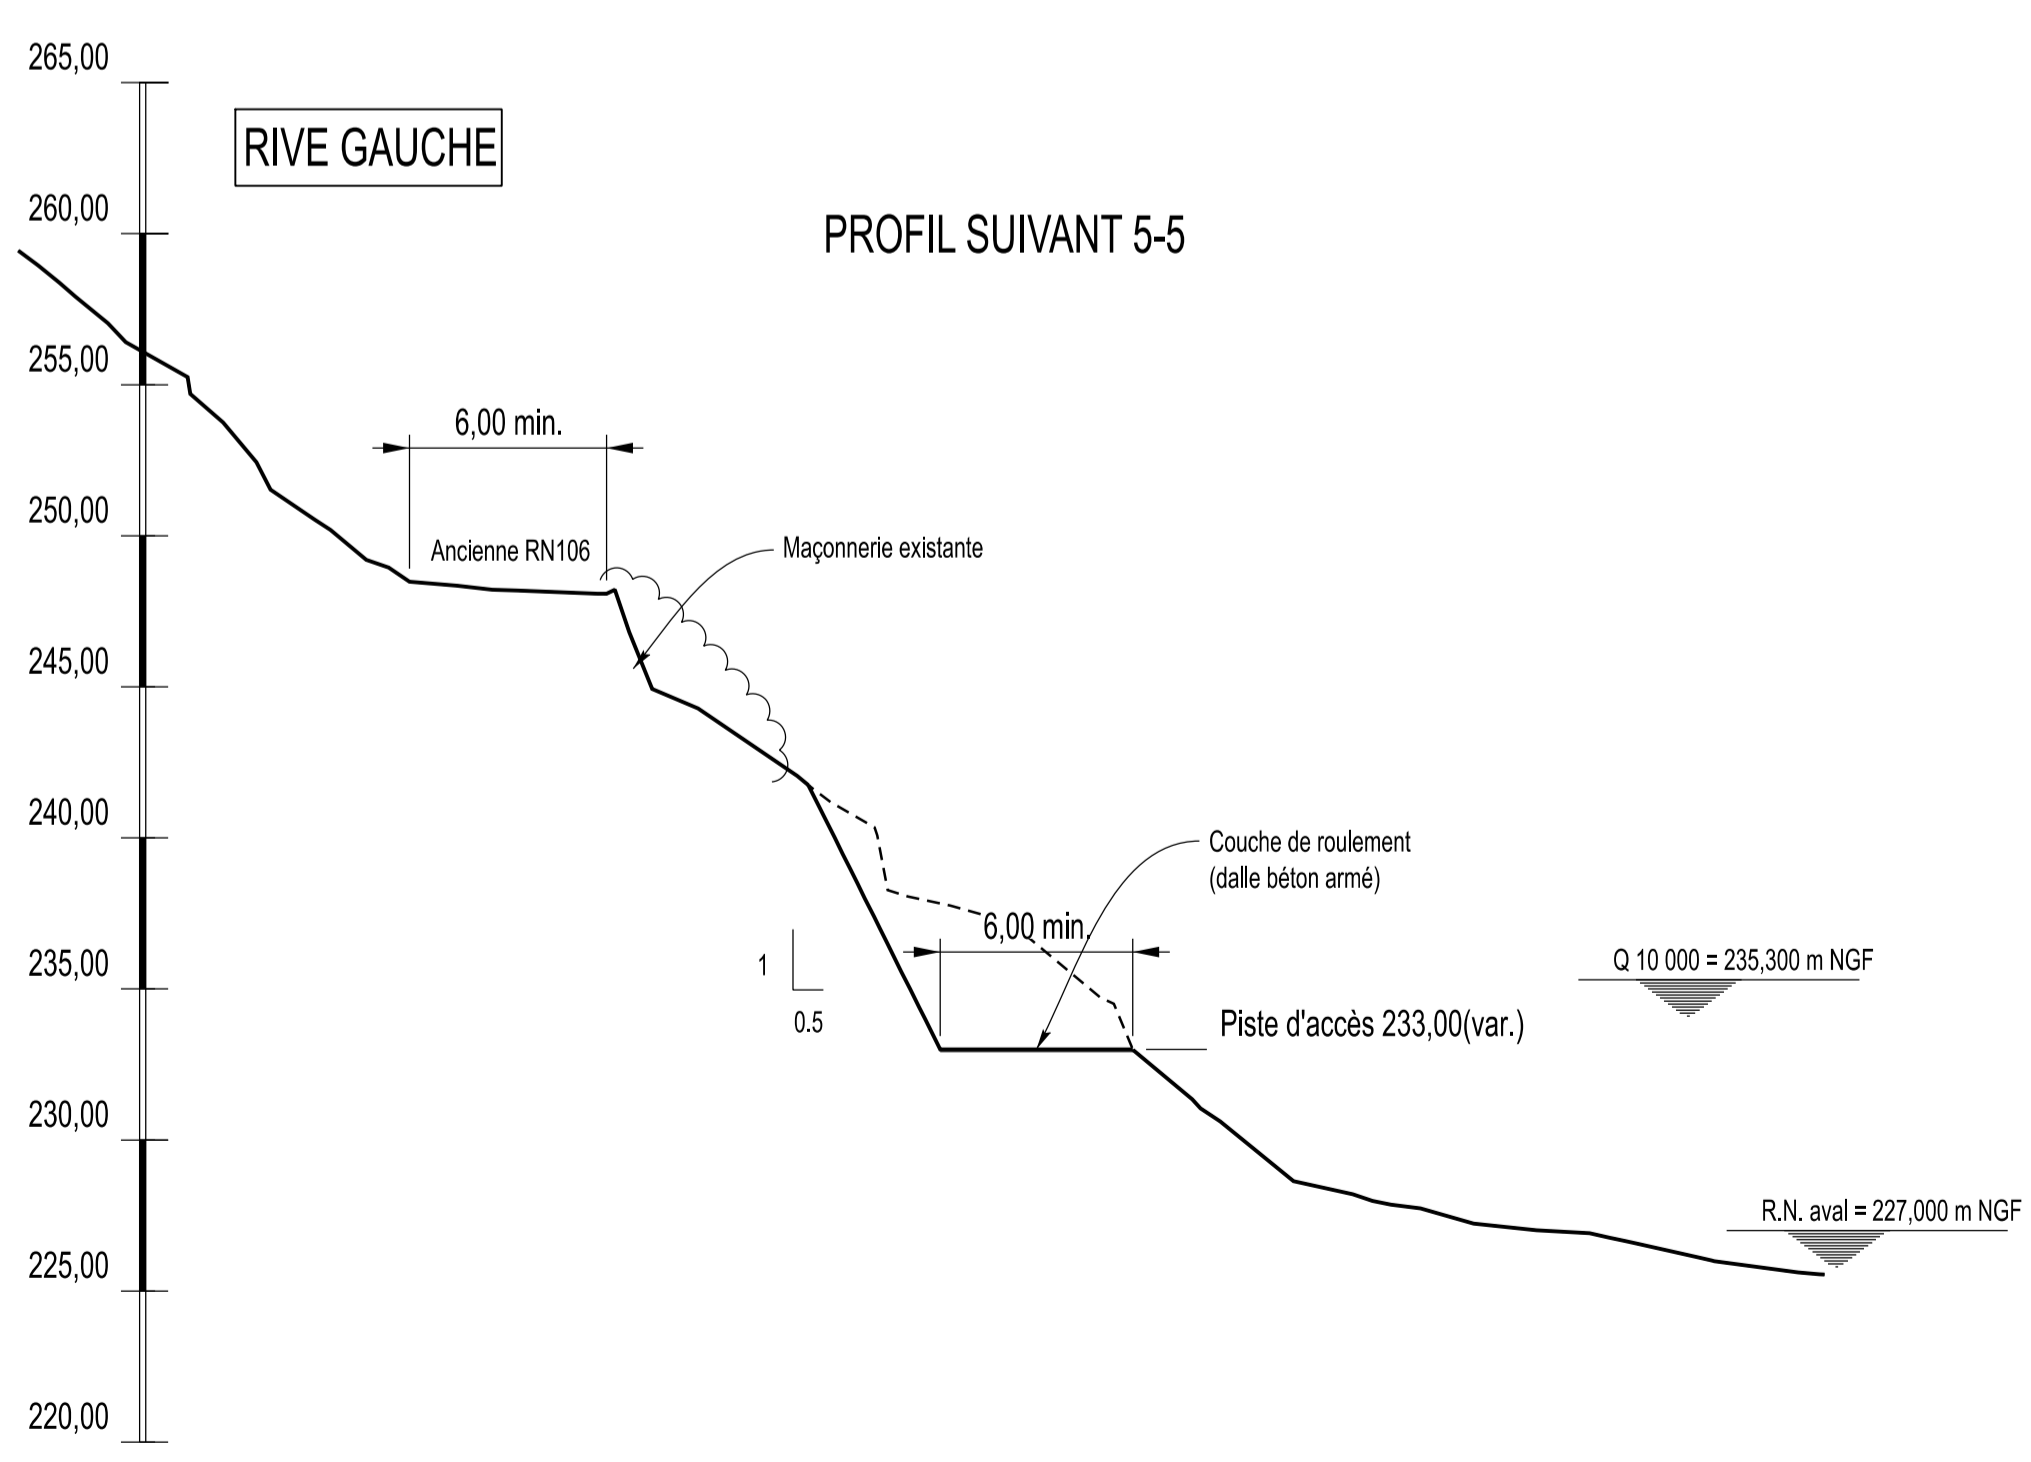 265,00
RIVE GAUCHE
260,00
PROFIL SUIVANT 5-5
255,00
6,00 min.
250,00
Ancienne RN106
Maçonnerie existante
245,00
240,00
Couche de roulement
(dalle béton armé)
6,00 min.
235,00
1
0.5
Q 10 000 = 235,300 m NGF
Piste d'accès 233,00(var.)
230,00
R.N. aval = 227,000 m NGF
225,00
220,00